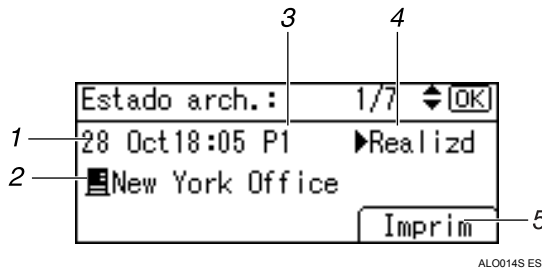 3 4
Estado arch.: 1/7 OK
1 28 Oct18:05 P1 Realizd
2 New York Office
Imprim 5
ALO014S ES